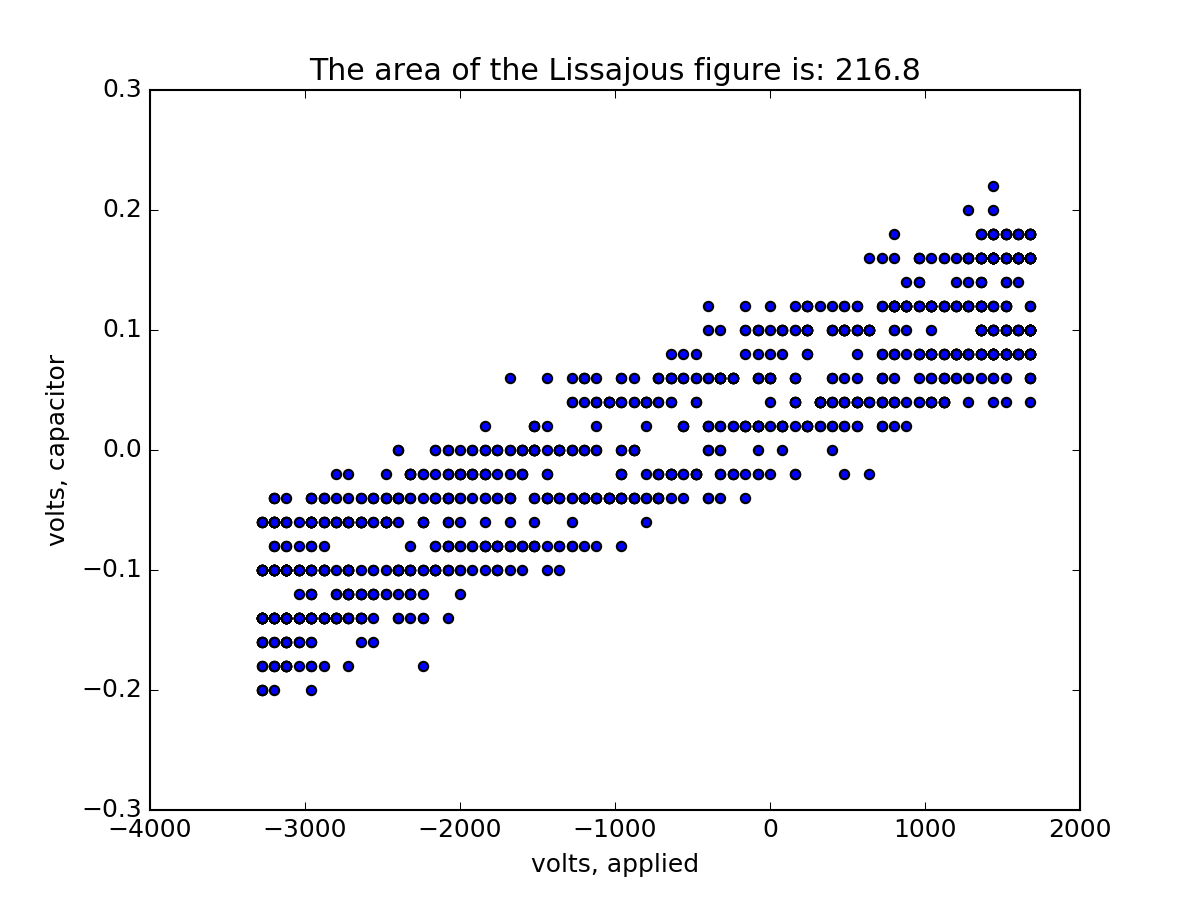 The area of the Lissajous figure is: 216.8
0.3
0.2
0.1
0.0
−0.1
−0.2
−0.3
volts, capacitor
−4000 −3000 −2000 −1000 0 1000 2000
volts, applied